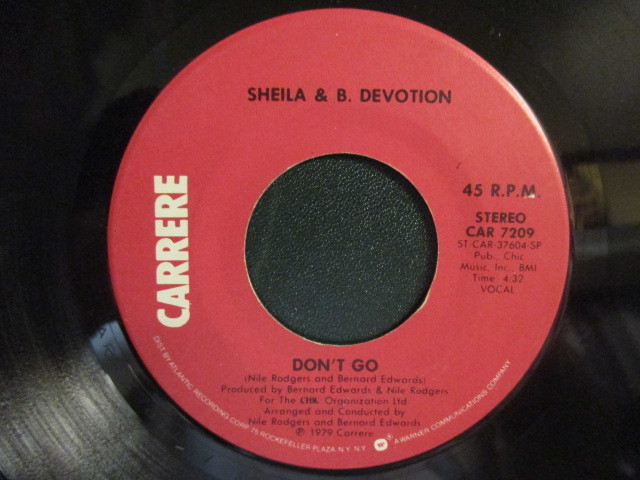 SHEILA & B. DEVOTION
CARRERE
45 R.P.M.
STEREO
CAR 7209
ST-CAR-37604-SP
Pub., Chic
Music, Inc., BMI
Time: 4:32
VOCAL
DON'T GO
(Nile Rodgers and Bernard Edwards)
Produced by Bernard Edwards & Nile Rodgers
For The CHIC Organization Ltd
Arranged and Conducted by
Nile Rodgers and Bernard Edwards
℗ 1979 Carrere
DIST BY ATLANTIC RECORDING CORP 75 ROCKEFELLER PLAZA N.Y. N.Y. W A WARNER COMMUNICATIONS COMPANY